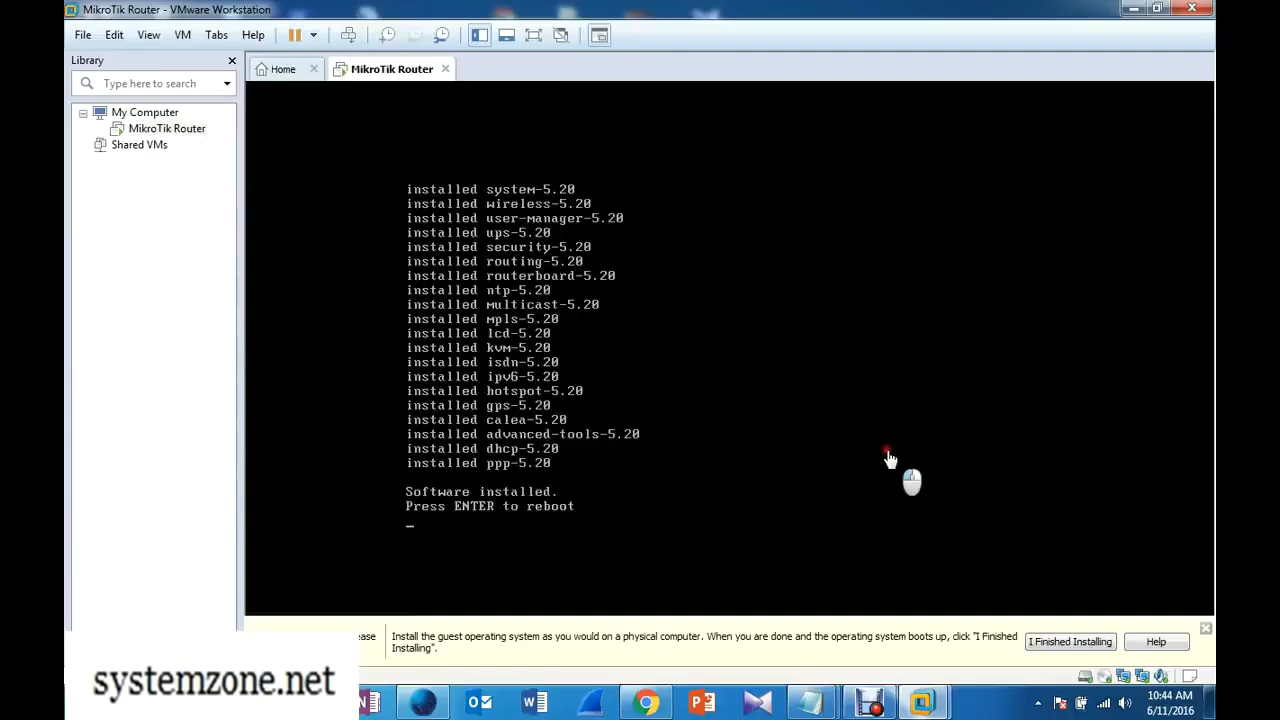 MikroTik Router - VMware Workstation
File Edit View VM Tabs Help
Library
Type here to search
My Computer
MikroTik Router
Shared VMs
Home
MikroTik Router
installed system-5.20
installed wireless-5.20
installed user-manager-5.20
installed ups-5.20
installed security-5.20
installed routing-5.20
installed routerboard-5.20
installed ntp-5.20
installed multicast-5.20
installed mpls-5.20
installed lcd-5.20
installed kvm-5.20
installed isdn-5.20
installed ipv6-5.20
installed hotspot-5.20
installed gps-5.20
installed calea-5.20
installed advanced-tools-5.20
installed dhcp-5.20
installed ppp-5.20
Software installed.
Press ENTER to reboot
Install the guest operating system as you would on a physical computer. When you are done and the operating system boots up, click "I Finished
Installing".
I Finished Installing
Help
systemzone.net
10:44 AM
6/11/2016